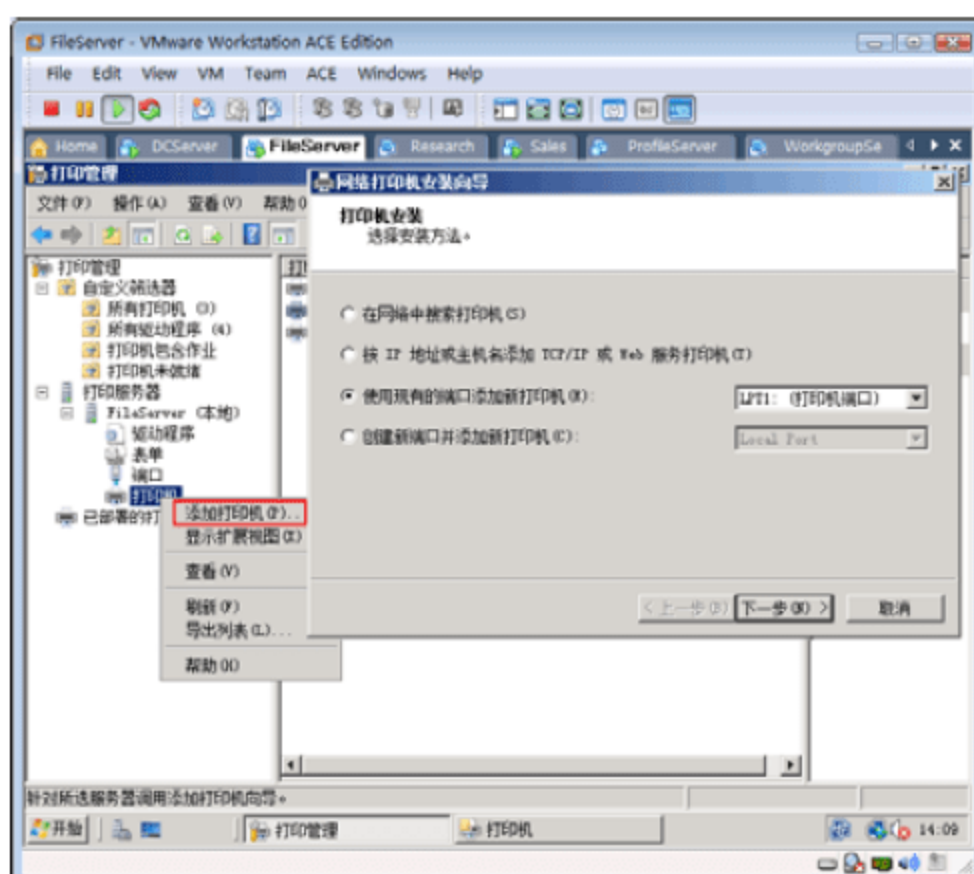 FileServer - VMware Workstation ACE Edition
File Edit View VM Team ACE Windows Help
Home DCServer FileServer Research Sales ProfileServer WorkgroupSe
打印管理
文件(F) 操作(A) 查看(V) 帮助
打印管理
自定义筛选器
所有打印机 (3)
所有驱动程序 (4)
打印机包含作业
打印机未就绪
打印服务器
FileServer (本地)
驱动程序
表单
端口
打印机
已部署的打
添加打印机(P)...
显示扩展视图(E)
查看(V)
刷新(F)
导出列表(L)...
帮助(H)
网络打印机安装向导
打印机安装
选择安装方法。
在网络中搜索打印机(S)
按 IP 地址或主机名添加 TCP/IP 或 Web 服务打印机(T)
使用现有的端口添加新打印机(R):
LPT1: (打印机端口)
创建新端口并添加新打印机(C):
Local Port
< 上一步(B) 下一步(N) > 取消
针对所选服务器调用添加打印机向导。
开始 打印管理 打印机 14:09